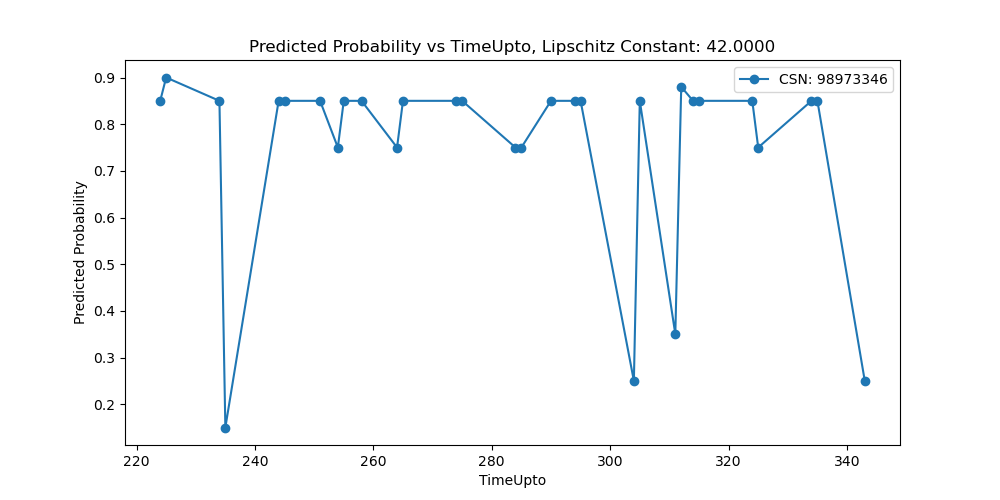 Predicted Probability vs TimeUpto, Lipschitz Constant: 42.0000
CSN: 98973346
Predicted Probability
0.9
0.8
0.7
0.6
0.5
0.4
0.3
0.2
220 240 260 280 300 320 340
TimeUpto